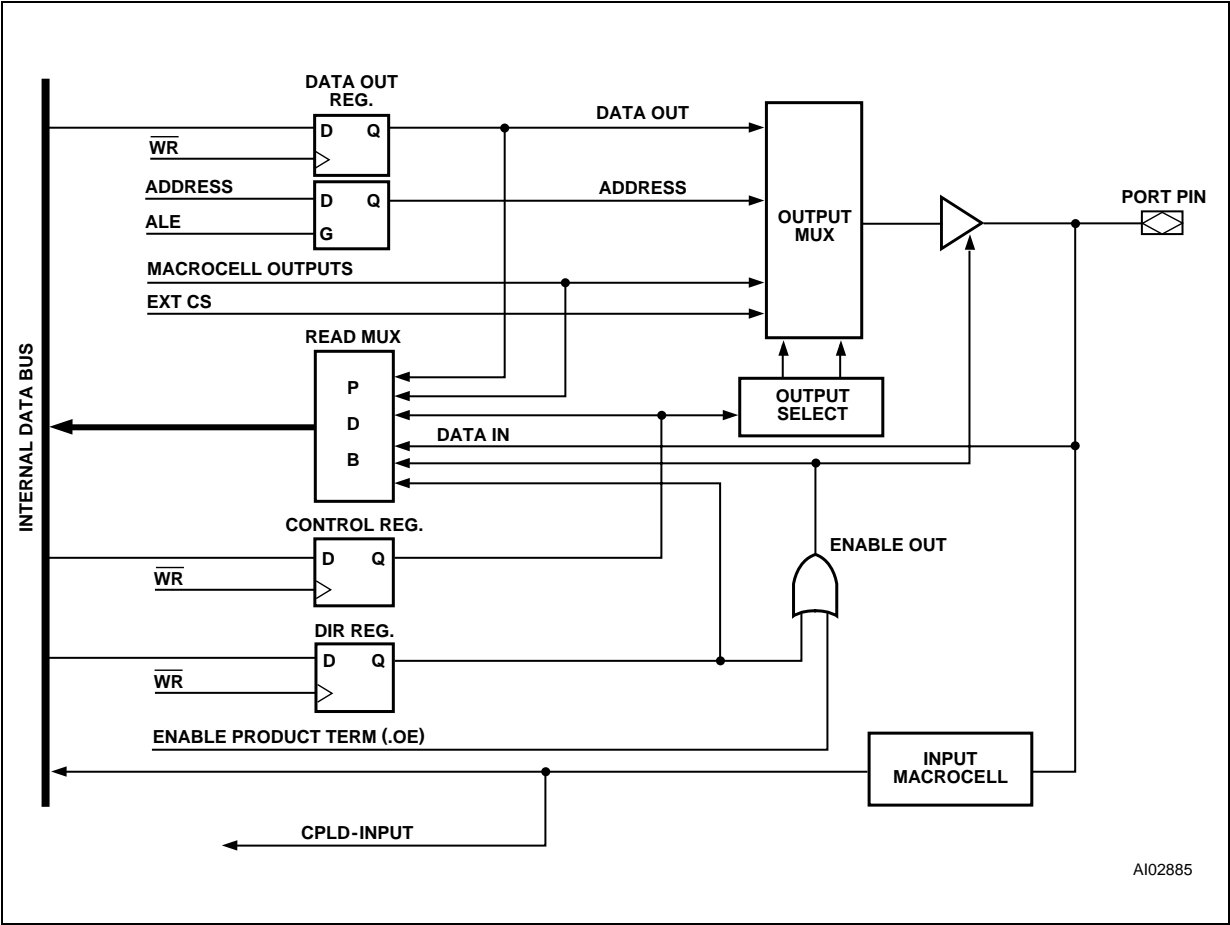 DATA OUT
REG.
D Q
DATA OUT
WR
ADDRESS
D Q
ADDRESS
ALE
G
OUTPUT
MUX
PORT PIN
MACROCELL OUTPUTS
EXT CS
READ MUX
P
D
B
OUTPUT
SELECT
DATA IN
INTERNAL DATA BUS
CONTROL REG.
D Q
WR
ENABLE OUT
DIR REG.
D Q
WR
ENABLE PRODUCT TERM (.OE)
INPUT
MACROCELL
CPLD-INPUT
AI02885